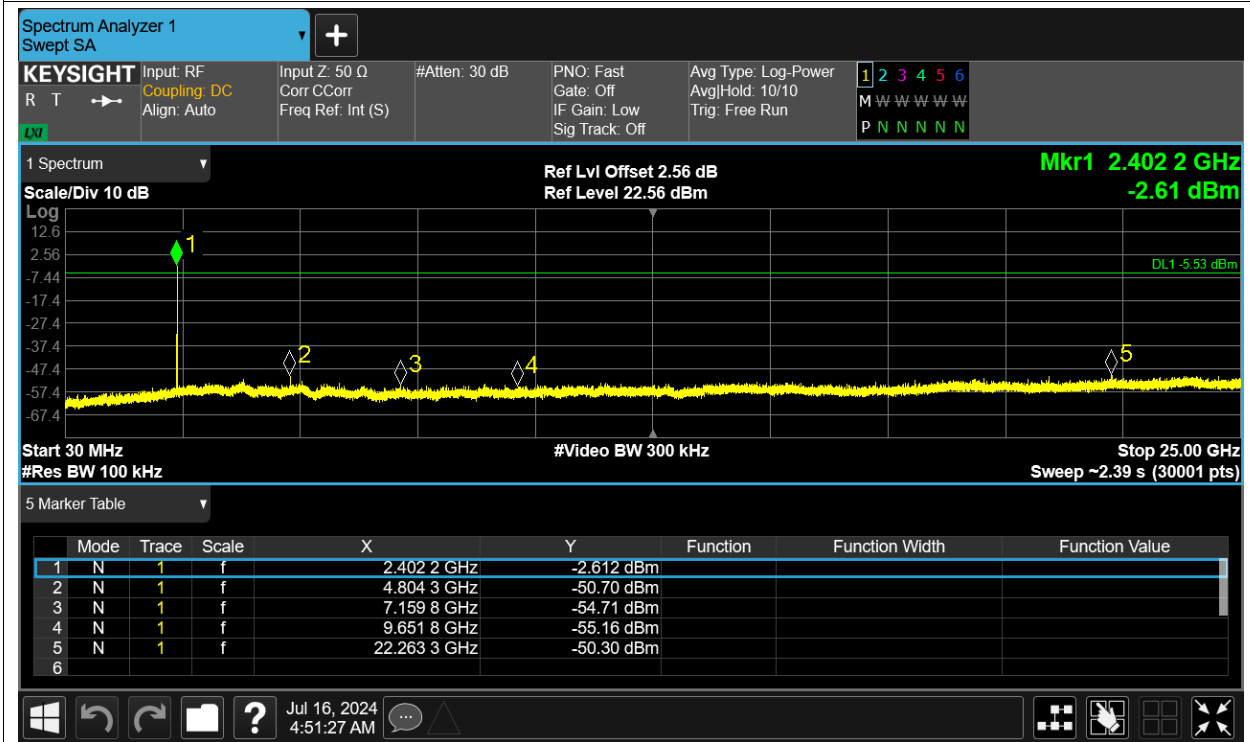 Spectrum Analyzer 1
Swept SA
+
KEYSIGHT
R T
LXI
Input: RF
Coupling: DC
Align: Auto
Input Z: 50 Ω
Corr CCorr
Freq Ref: Int (S)
#Atten: 30 dB
PNO: Fast
Gate: Off
IF Gain: Low
Sig Track: Off
Avg Type: Log-Power
Avg|Hold: 10/10
Trig: Free Run
1 2 3 4 5 6
M W W W W W
P N N N N N
1 Spectrum
Scale/Div 10 dB
Ref Lvl Offset 2.56 dB
Ref Level 22.56 dBm
Mkr1 2.402 2 GHz
-2.61 dBm
Log
12.6
2.56
-7.44
-17.4
-27.4
-37.4
-47.4
-57.4
-67.4
1
2
3
4
5
DL1 -5.53 dBm
Start 30 MHz
#Video BW 300 kHz
Stop 25.00 GHz
#Res BW 100 kHz
Sweep ~2.39 s (30001 pts)
5 Marker Table
Mode Trace Scale X Y Function Function Width Function Value
1 N 1 f 2.402 2 GHz -2.612 dBm
2 N 1 f 4.804 3 GHz -50.70 dBm
3 N 1 f 7.159 8 GHz -54.71 dBm
4 N 1 f 9.651 8 GHz -55.16 dBm
5 N 1 f 22.263 3 GHz -50.30 dBm
6
?
Jul 16, 2024
4:51:27 AM